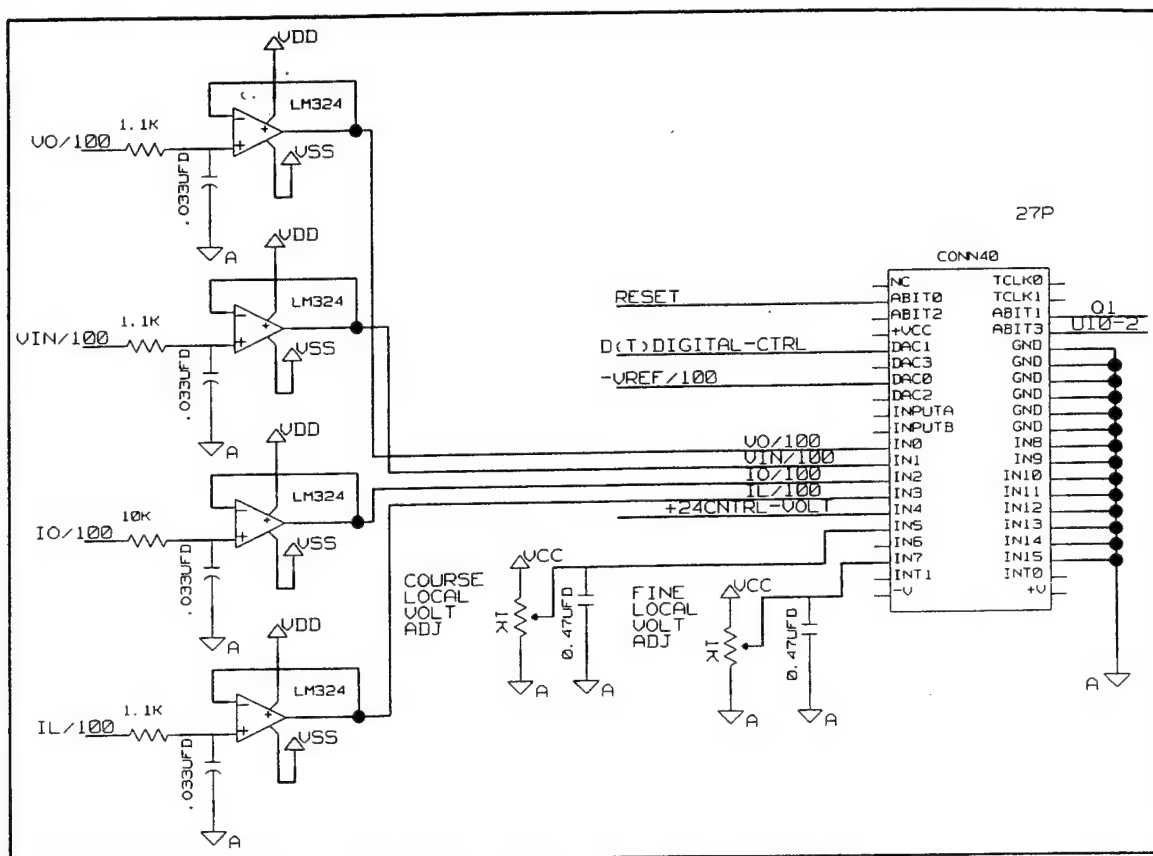 VDD
LM324
1.1K
VO/100
VSS
.033UFD
A
VDD
LM324
1.1K
VIN/100
VSS
.033UFD
A
VDD
LM324
10K
IO/100
VSS
.033UFD
A
VDD
LM324
1.1K
IL/100
VSS
.033UFD
A
27P
CONN40
RESET
D(T)DIGITAL-CTRL
-VREF/100
VO/100
VIN/100
IO/100
IL/100
+24CNTRL-VOLT
NC
ABIT0
ABIT2
+VCC
DAC1
DAC3
DAC0
DAC2
INPUTA
INPUTB
IN0
IN1
IN2
IN3
IN4
IN5
IN6
IN7
INT1
-V
TCLK0
TCLK1
ABIT1
ABIT3
GND
GND
GND
GND
GND
GND
IN8
IN9
IN10
IN11
IN12
IN13
IN14
IN15
INT0
+V
Q1
UI0-2
A
VCC
COURSE
LOCAL
VOLT
ADJ
1K
0.47UFD
A
A
VCC
FINE
LOCAL
VOLT
ADJ
1K
0.47UFD
A
A